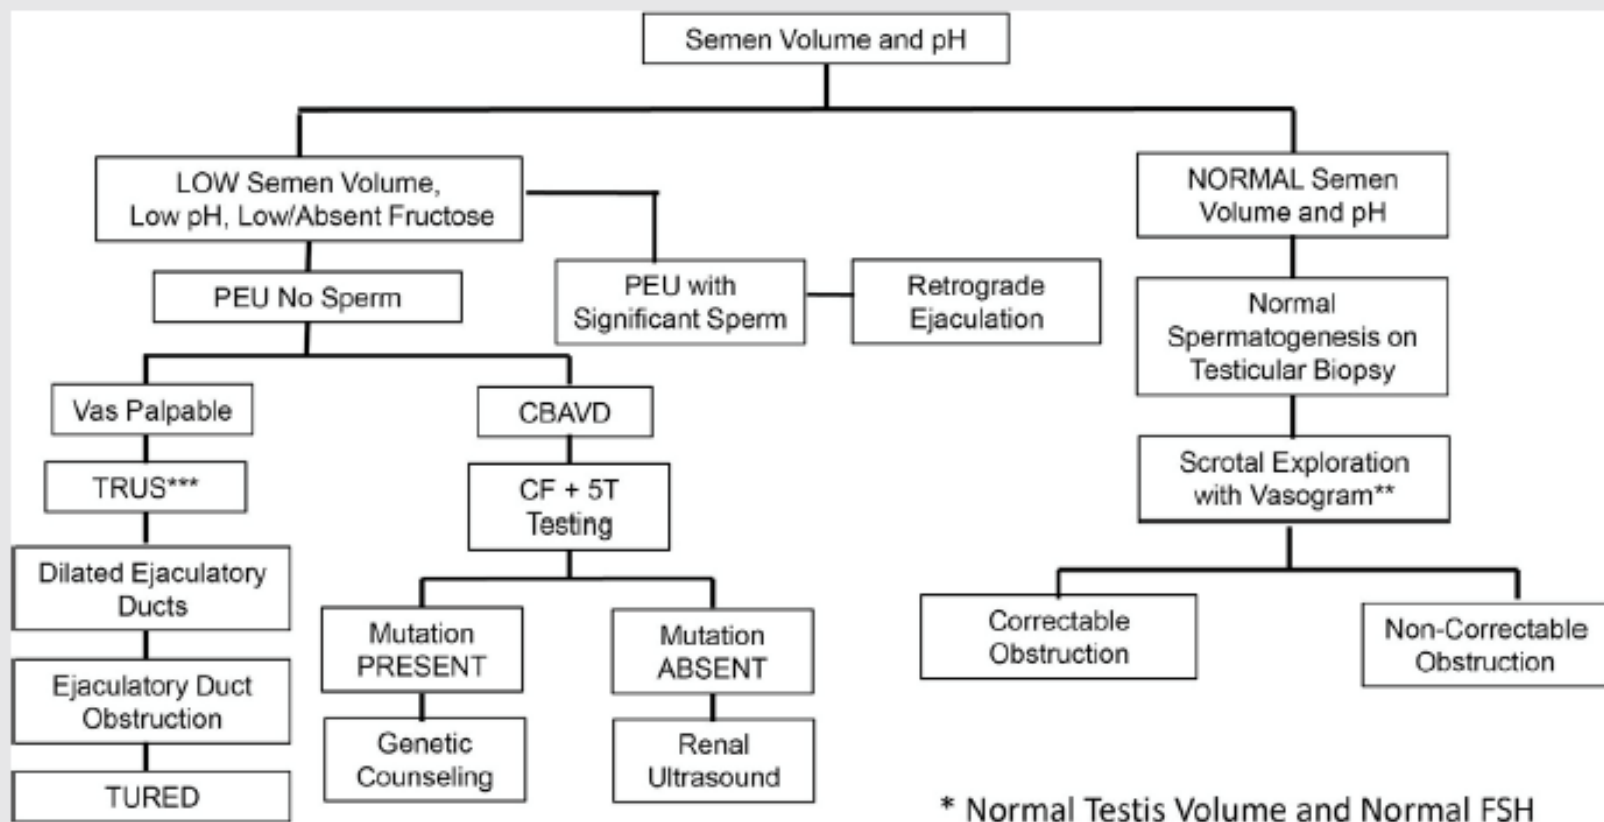 Semen Volume and pH
LOW Semen Volume,
Low pH, Low/Absent Fructose
NORMAL Semen
Volume and pH
PEU No Sperm
PEU with
Significant Sperm
Retrograde
Ejaculation
Normal
Spermatogenesis on
Testicular Biopsy
Vas Palpable
CBAVD
TRUS***
CF + 5T
Testing
Scrotal Exploration
with Vasogram**
Dilated Ejaculatory
Ducts
Mutation
PRESENT
Mutation
ABSENT
Correctable
Obstruction
Non-Correctable
Obstruction
Ejaculatory Duct
Obstruction
Genetic
Counseling
Renal
Ultrasound
TURED
* Normal Testis Volume and Normal FSH